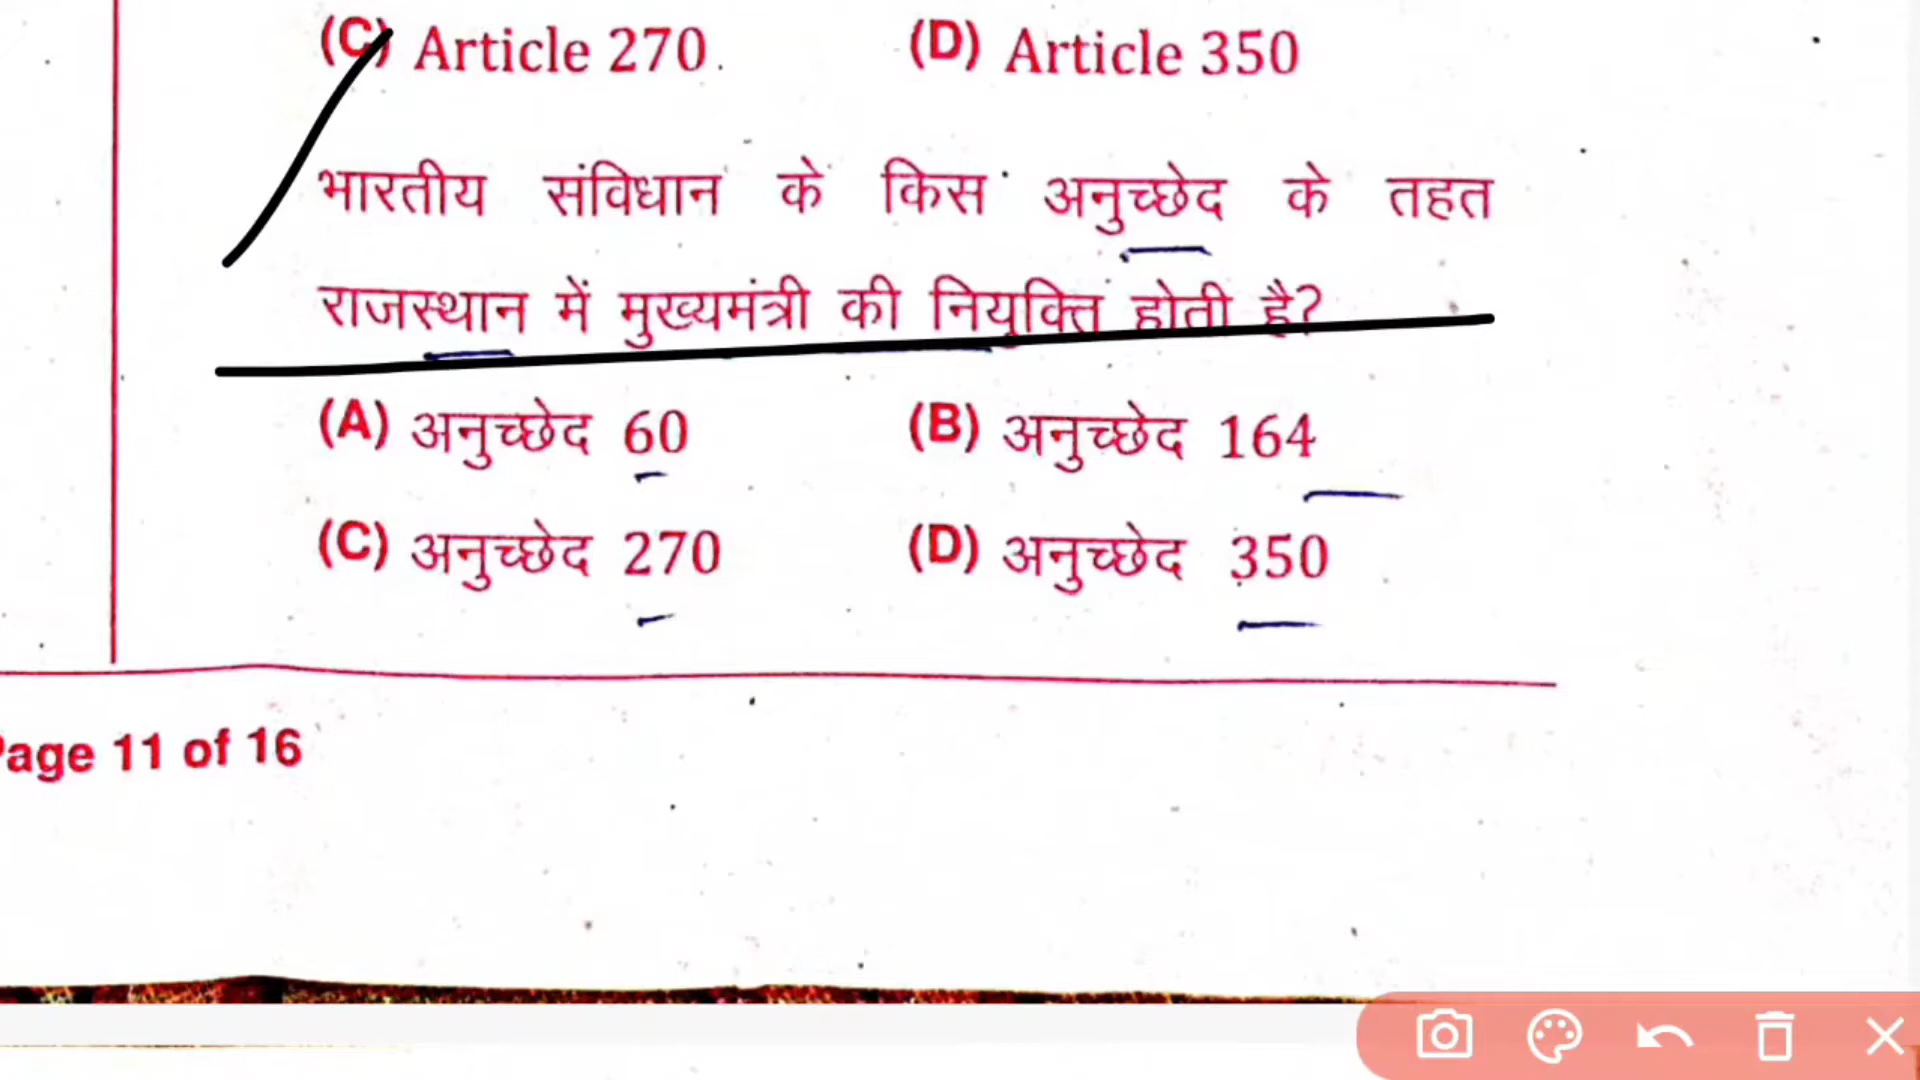 (C) Article 270. (D) Article 350
भारतीय संविधान के किस अनुच्छेद के तहत
राजस्थान में मुख्यमंत्री की नियुक्ति होती है?
(A) अनुच्छेद 60 (B) अनुच्छेद 164
(C) अनुच्छेद 270 (D) अनुच्छेद 350
Page 11 of 16